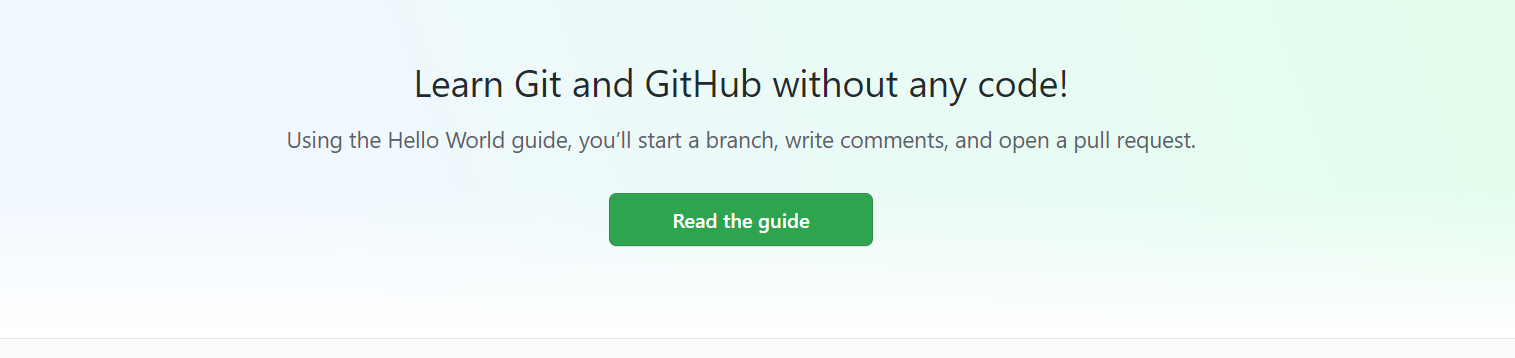 Learn Git and GitHub without any code!
Using the Hello World guide, you’ll start a branch, write comments, and open a pull request.
Read the guide